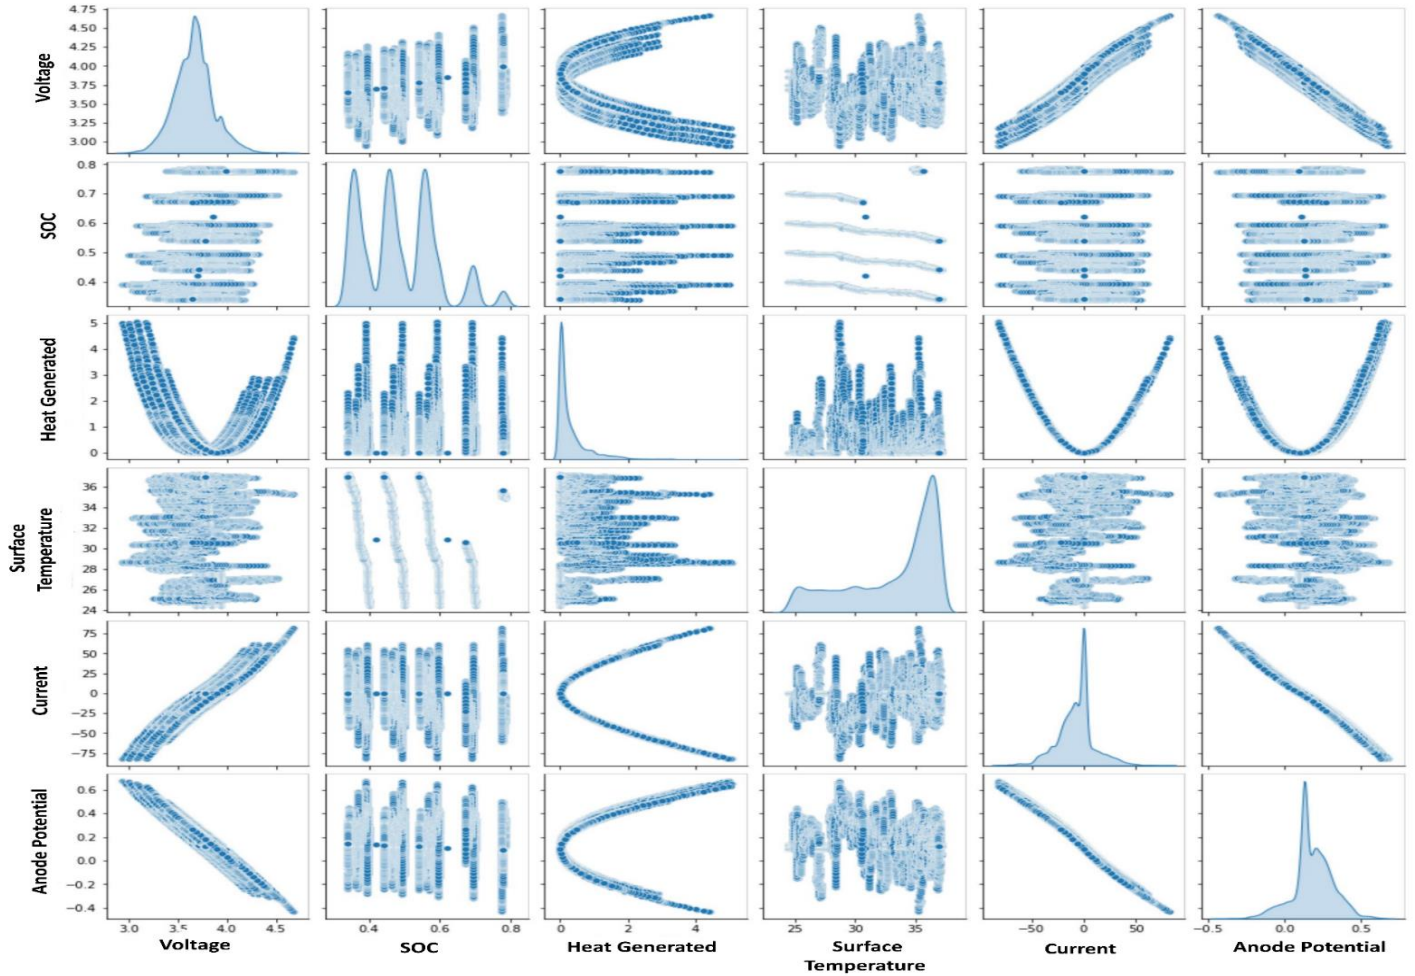 4.75
4.50
4.25
4.00
3.75
3.50
3.25
3.00
Voltage
0.8
0.7
0.6
0.5
0.4
SOC
5
4
3
2
1
0
Heat Generated
36
34
32
30
28
26
24
Surface
Temperature
75
50
25
0
−25
−50
−75
Current
0.6
0.4
0.2
0.0
−0.2
−0.4
Anode Potential
3.0 3.5 4.0 4.5
0.4 0.6 0.8
0 2 4
25 30 35
−50 0 50
−0.5 0.0 0.5
Voltage
SOC
Heat Generated
Surface
Temperature
Current
Anode Potential